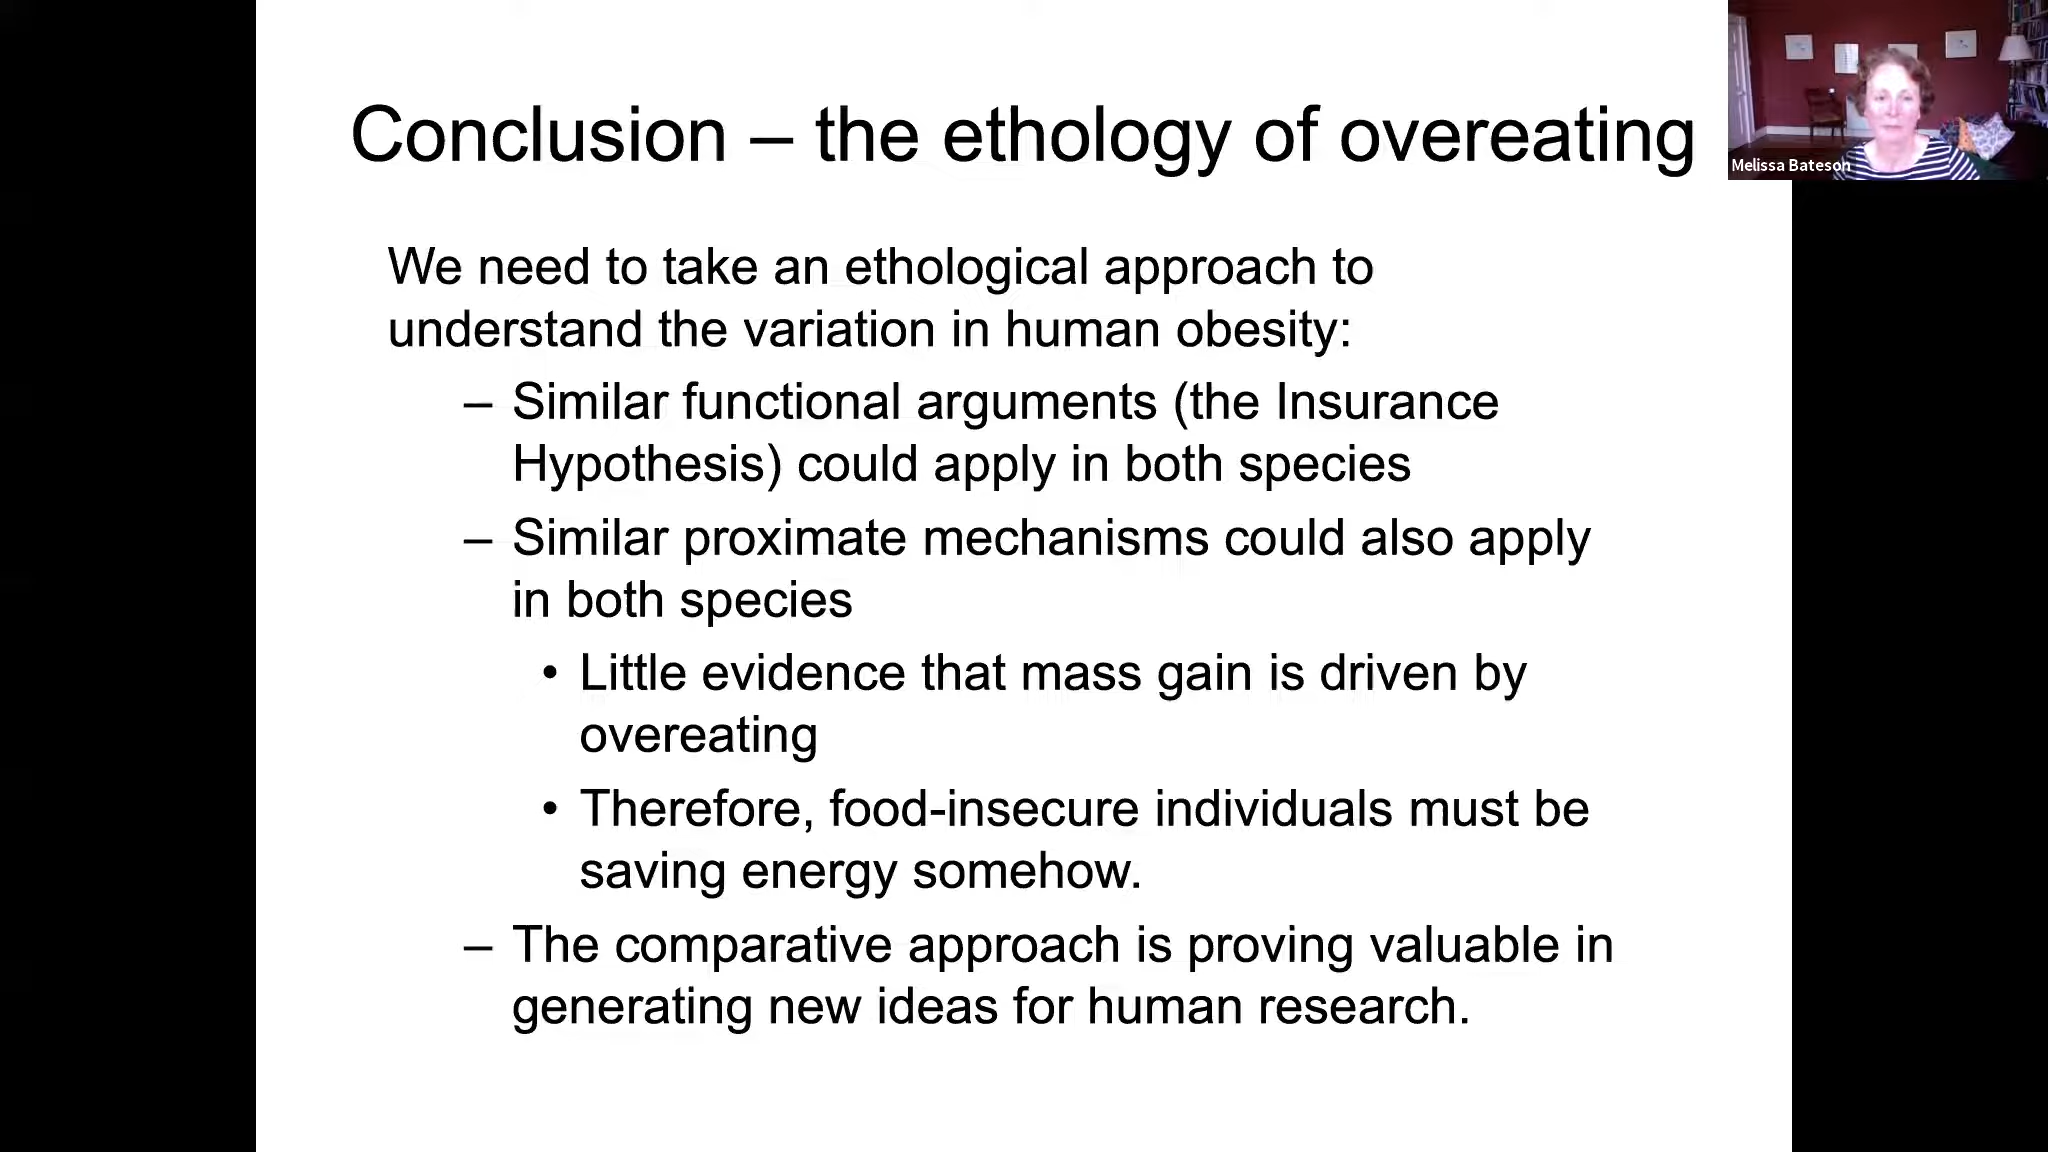 Conclusion – the ethology of overeating
Melissa Bateson
We need to take an ethological approach to
understand the variation in human obesity:
– Similar functional arguments (the Insurance
Hypothesis) could apply in both species
– Similar proximate mechanisms could also apply
in both species
• Little evidence that mass gain is driven by
overeating
• Therefore, food-insecure individuals must be
saving energy somehow.
– The comparative approach is proving valuable in
generating new ideas for human research.